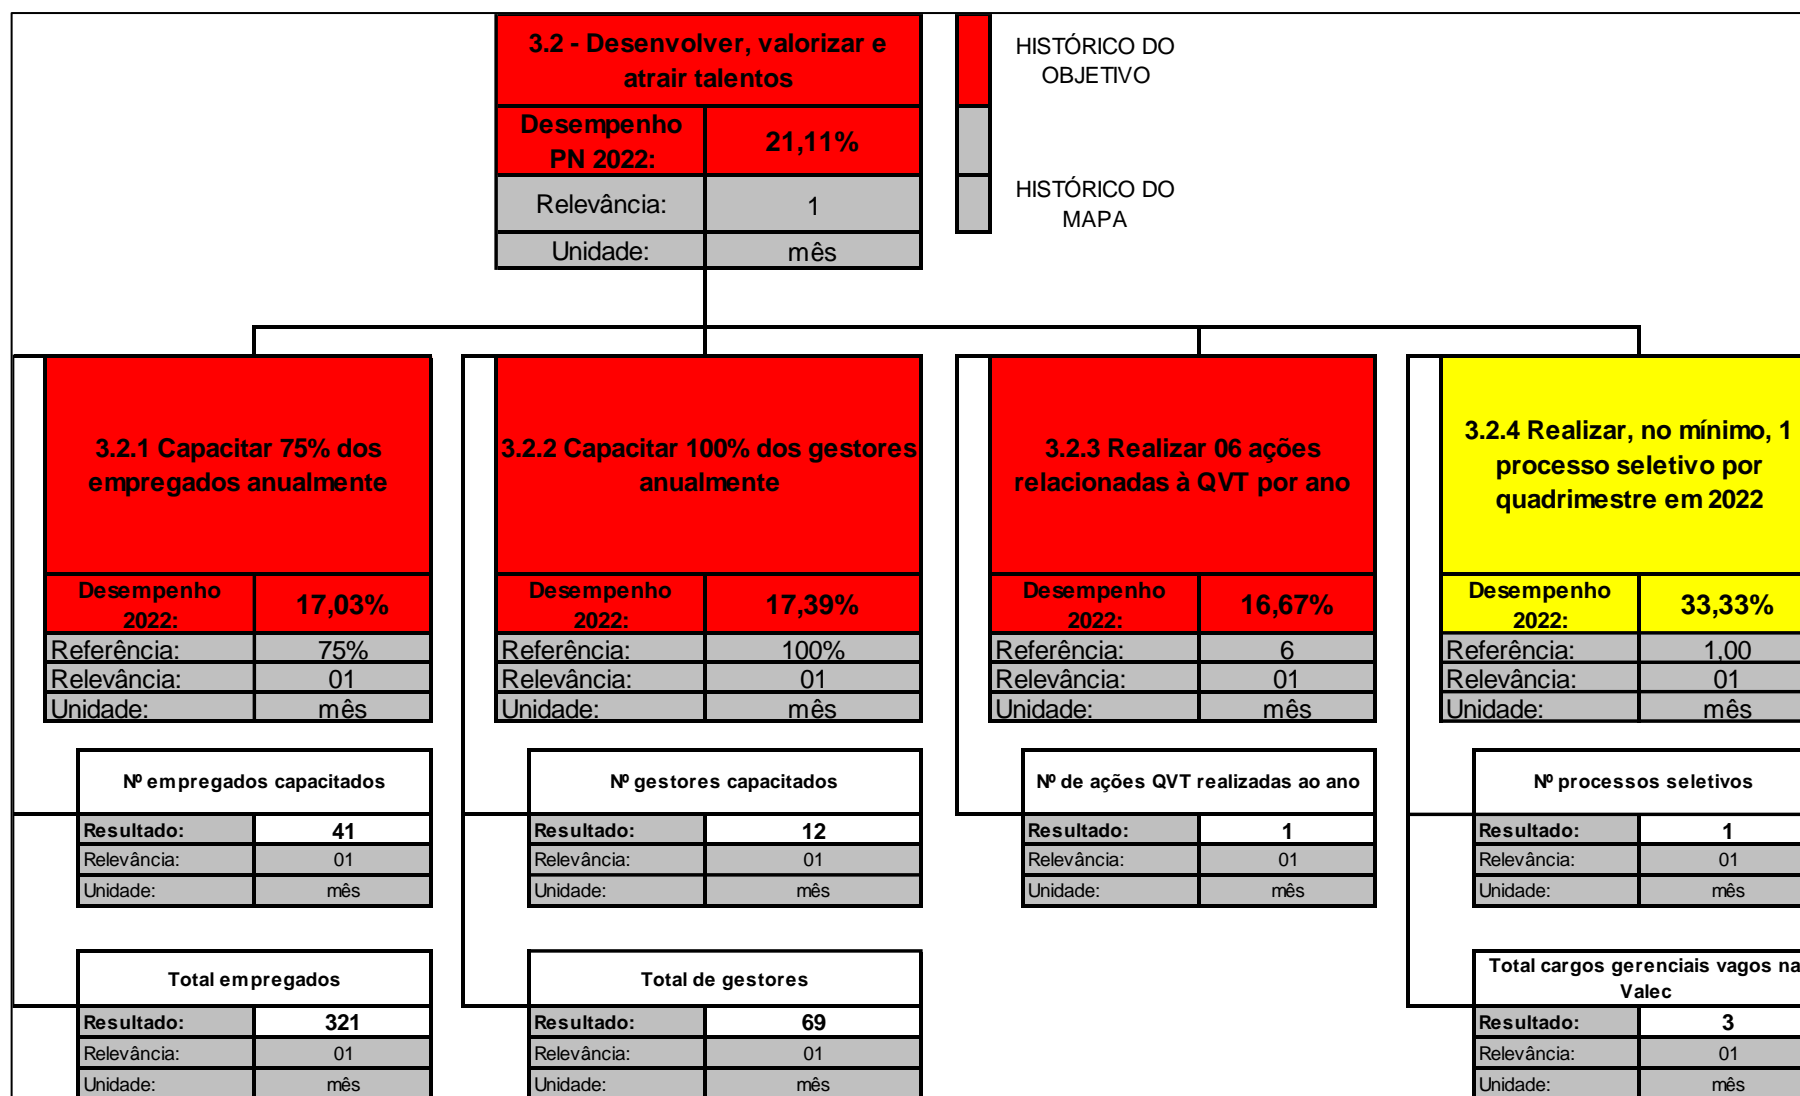 3.2 - Desenvolver, valorizar e
atrair talentos
HISTÓRICO DO
OBJETIVO
Desempenho
PN 2022:
21,11%
Relevância:
1
HISTÓRICO DO
MAPA
Unidade:
mês
3.2.1 Capacitar 75% dos
empregados anualmente
Desempenho
2022:
17,03%
Referência:
75%
Relevância:
01
Unidade:
mês
Nº empregados capacitados
Resultado:
41
Relevância:
01
Unidade:
mês
Total empregados
Resultado:
321
Relevância:
01
Unidade:
mês
3.2.2 Capacitar 100% dos gestores
anualmente
Desempenho
2022:
17,39%
Referência:
100%
Relevância:
01
Unidade:
mês
Nº gestores capacitados
Resultado:
12
Relevância:
01
Unidade:
mês
Total de gestores
Resultado:
69
Relevância:
01
Unidade:
mês
3.2.3 Realizar 06 ações
relacionadas à QVT por ano
Desempenho
2022:
16,67%
Referência:
6
Relevância:
01
Unidade:
mês
Nº de ações QVT realizadas ao ano
Resultado:
1
Relevância:
01
Unidade:
mês
3.2.4 Realizar, no mínimo, 1
processo seletivo por
quadrimestre em 2022
Desempenho
2022:
33,33%
Referência:
1,00
Relevância:
01
Unidade:
mês
Nº processos seletivos
Resultado:
1
Relevância:
01
Unidade:
mês
Total cargos gerenciais vagos na
Valec
Resultado:
3
Relevância:
01
Unidade:
mês